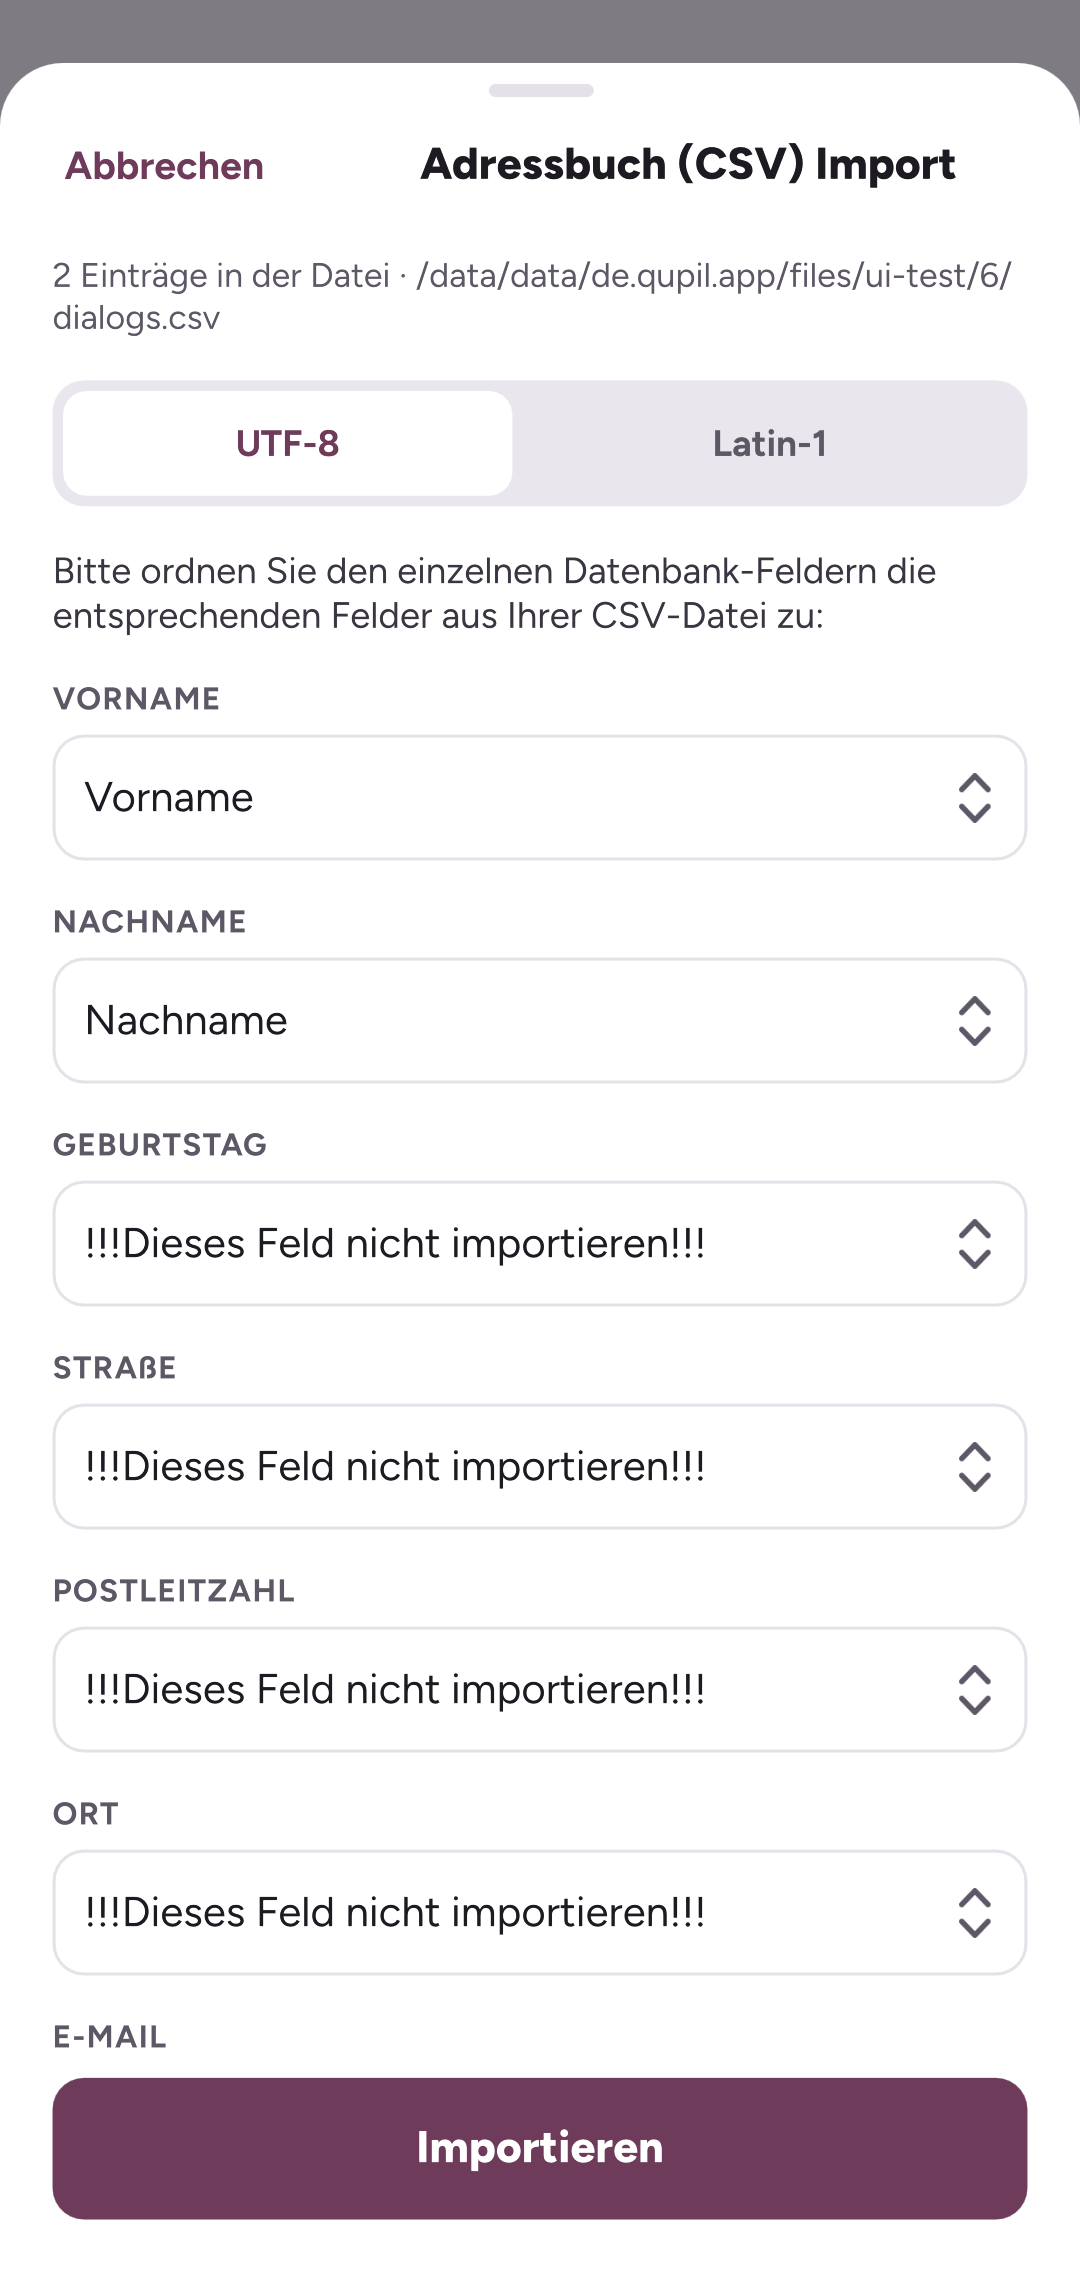 Abbrechen
Adressbuch (CSV) Import
2 Einträge in der Datei · /data/data/de.qupil.app/files/ui-test/6/
dialogs.csv
UTF-8
Latin-1
Bitte ordnen Sie den einzelnen Datenbank-Feldern die
entsprechenden Felder aus Ihrer CSV-Datei zu:
VORNAME
Vorname
NACHNAME
Nachname
GEBURTSTAG
!!!Dieses Feld nicht importieren!!!
STRAßE
!!!Dieses Feld nicht importieren!!!
POSTLEITZAHL
!!!Dieses Feld nicht importieren!!!
ORT
!!!Dieses Feld nicht importieren!!!
E-MAIL
Importieren